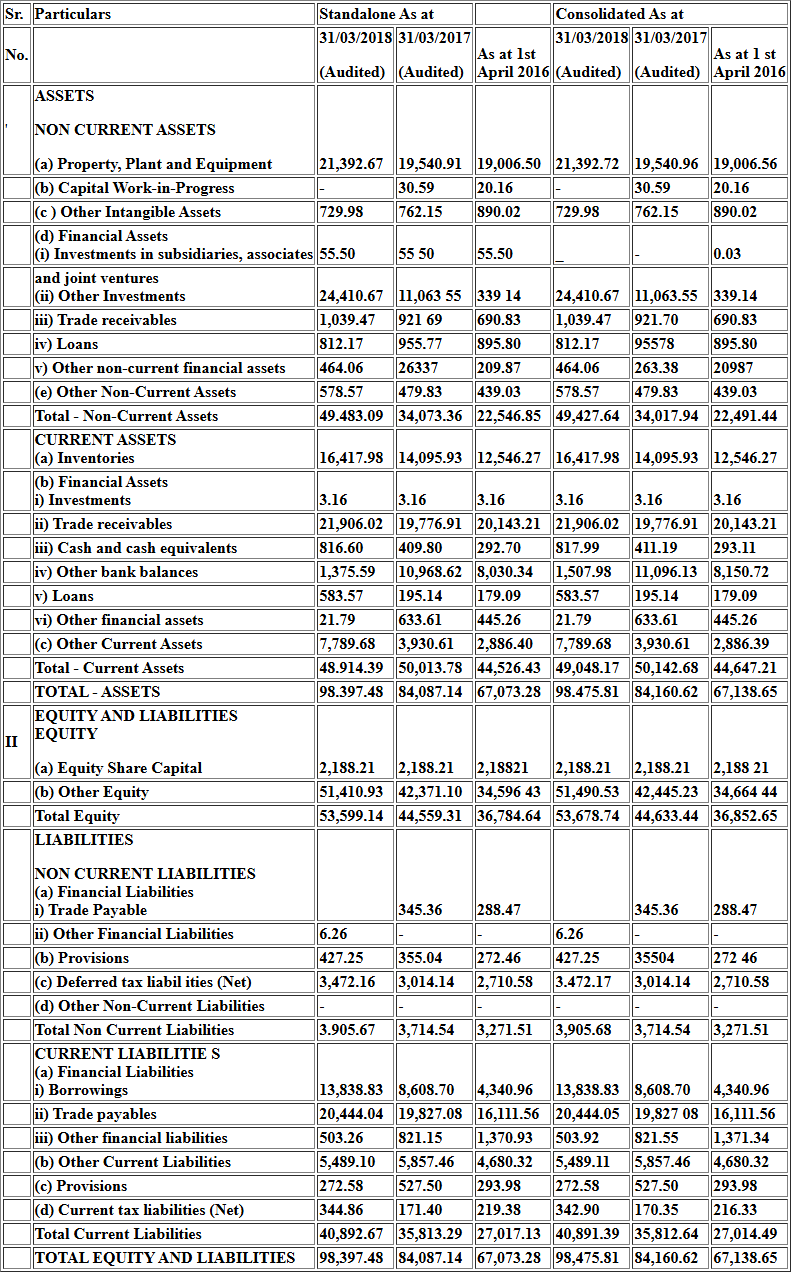 Sr. Particulars Standalone As at Consolidated As at
No. 31/03/2018 (Audited) 31/03/2017 (Audited) As at 1st April 2016 31/03/2018 (Audited) 31/03/2017 (Audited) As at 1 st April 2016
ASSETS
' NON CURRENT ASSETS
(a) Property, Plant and Equipment 21,392.67 19,540.91 19,006.50 21,392.72 19,540.96 19,006.56
(b) Capital Work-in-Progress - 30.59 20.16 - 30.59 20.16
(c ) Other Intangible Assets 729.98 762.15 890.02 729.98 762.15 890.02
(d) Financial Assets
(i) Investments in subsidiaries, associates 55.50 55 50 55.50 _ - 0.03
and joint ventures
(ii) Other Investments 24,410.67 11,063 55 339 14 24,410.67 11,063.55 339.14
iii) Trade receivables 1,039.47 921 69 690.83 1,039.47 921.70 690.83
iv) Loans 812.17 955.77 895.80 812.17 95578 895.80
v) Other non-current financial assets 464.06 26337 209.87 464.06 263.38 20987
(e) Other Non-Current Assets 578.57 479.83 439.03 578.57 479.83 439.03
Total - Non-Current Assets 49.483.09 34,073.36 22,546.85 49,427.64 34,017.94 22,491.44
CURRENT ASSETS
(a) Inventories 16,417.98 14,095.93 12,546.27 16,417.98 14,095.93 12,546.27
(b) Financial Assets
i) Investments 3.16 3.16 3.16 3.16 3.16 3.16
ii) Trade receivables 21,906.02 19,776.91 20,143.21 21,906.02 19,776.91 20,143.21
iii) Cash and cash equivalents 816.60 409.80 292.70 817.99 411.19 293.11
iv) Other bank balances 1,375.59 10,968.62 8,030.34 1,507.98 11,096.13 8,150.72
v) Loans 583.57 195.14 179.09 583.57 195.14 179.09
vi) Other financial assets 21.79 633.61 445.26 21.79 633.61 445.26
(c) Other Current Assets 7,789.68 3,930.61 2,886.40 7,789.68 3,930.61 2,886.39
Total - Current Assets 48.914.39 50,013.78 44,526.43 49,048.17 50,142.68 44,647.21
TOTAL - ASSETS 98.397.48 84,087.14 67,073.28 98.475.81 84,160.62 67,138.65
EQUITY AND LIABILITIES
II EQUITY
(a) Equity Share Capital 2,188.21 2,188.21 2,18821 2,188.21 2,188.21 2,188 21
(b) Other Equity 51,410.93 42,371.10 34,596 43 51,490.53 42,445.23 34,664 44
Total Equity 53,599.14 44,559.31 36,784.64 53,678.74 44,633.44 36,852.65
LIABILITIES
NON CURRENT LIABILITIES
(a) Financial Liabilities
i) Trade Payable 345.36 288.47 345.36 288.47
ii) Other Financial Liabilities 6.26 - - 6.26 - -
(b) Provisions 427.25 355.04 272.46 427.25 35504 272 46
(c) Deferred tax liabil ities (Net) 3,472.16 3,014.14 2,710.58 3.472.17 3,014.14 2,710.58
(d) Other Non-Current Liabilities - - - - - -
Total Non Current Liabilities 3.905.67 3,714.54 3,271.51 3,905.68 3,714.54 3,271.51
CURRENT LIABILITIE S
(a) Financial Liabilities
i) Borrowings 13,838.83 8,608.70 4,340.96 13,838.83 8,608.70 4,340.96
ii) Trade payables 20,444.04 19,827.08 16,111.56 20,444.05 19,827 08 16,111.56
iii) Other financial liabilities 503.26 821.15 1,370.93 503.92 821.55 1,371.34
(b) Other Current Liabilities 5,489.10 5,857.46 4,680.32 5,489.11 5,857.46 4,680.32
(c) Provisions 272.58 527.50 293.98 272.58 527.50 293.98
(d) Current tax liabilities (Net) 344.86 171.40 219.38 342.90 170.35 216.33
Total Current Liabilities 40,892.67 35,813.29 27,017.13 40,891.39 35,812.64 27,014.49
TOTAL EQUITY AND LIABILITIES 98,397.48 84,087.14 67,073.28 98,475.81 84,160.62 67,138.65